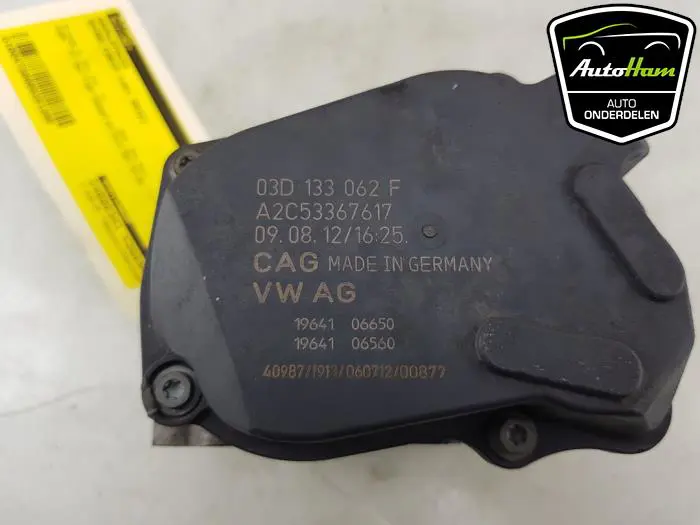 AutoHam
AUTO
ONDERDELEN
03D 133 062 F
A2C53367617
09.08.12/16:25.
CAG MADE IN GERMANY
VW AG
19641 06650
19641 06560
40987/1913/060712/00877